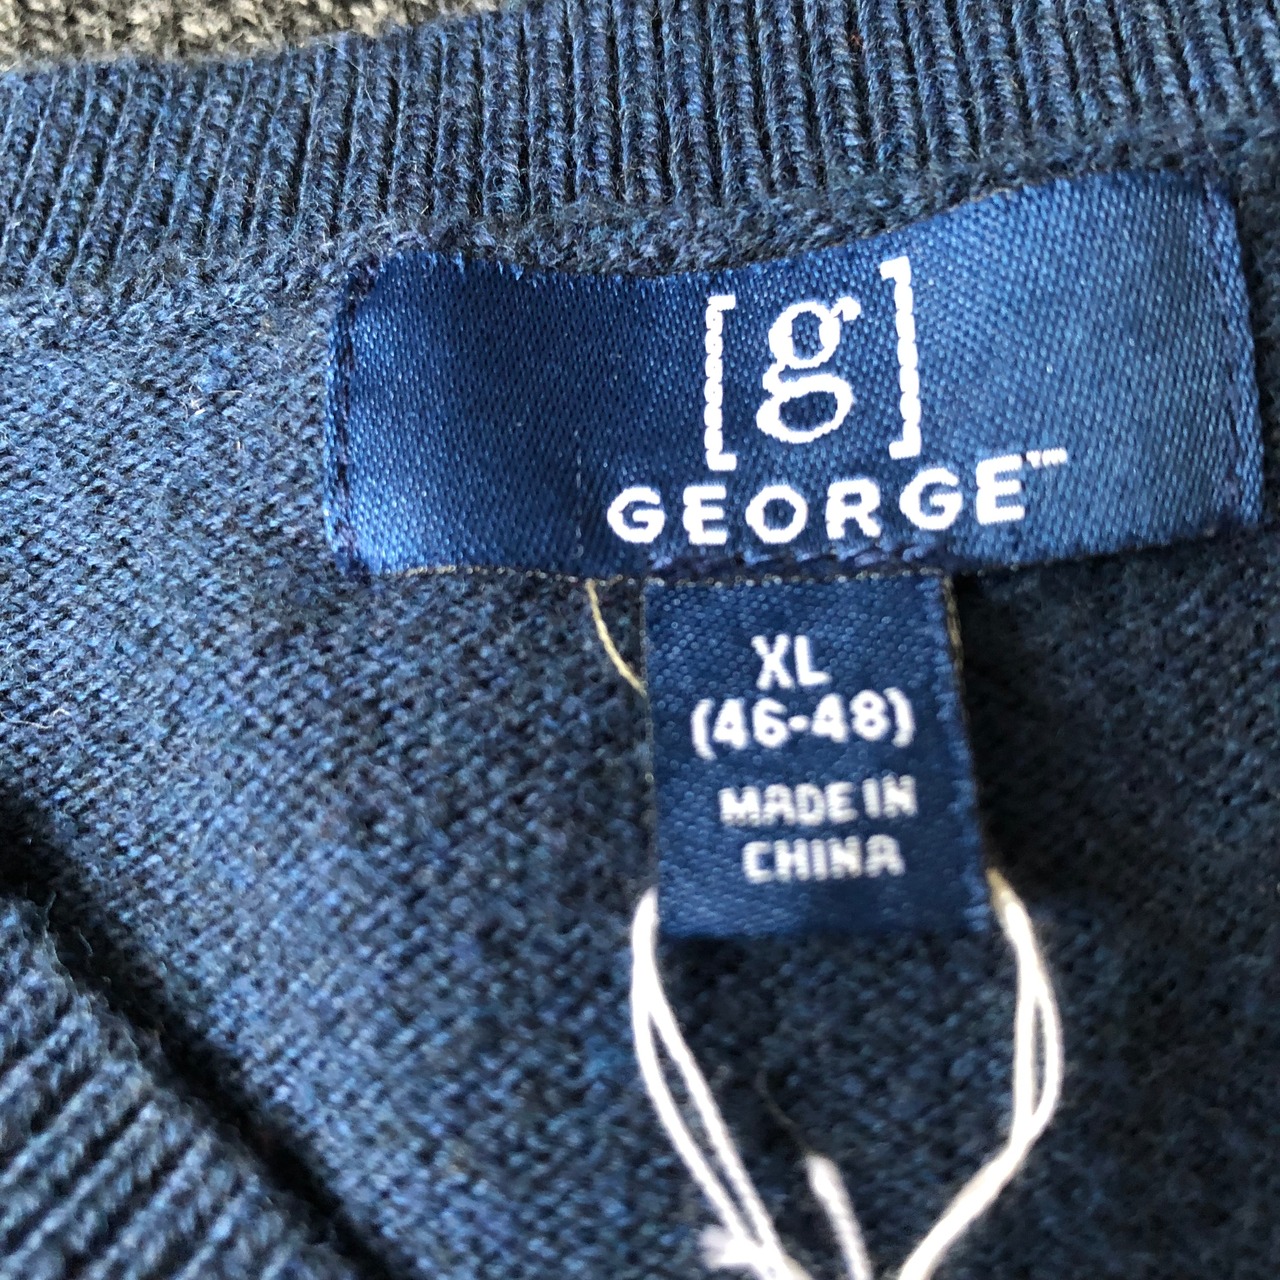 [g]
GEORGE™
XL
(46-48)
MADE IN
CHINA